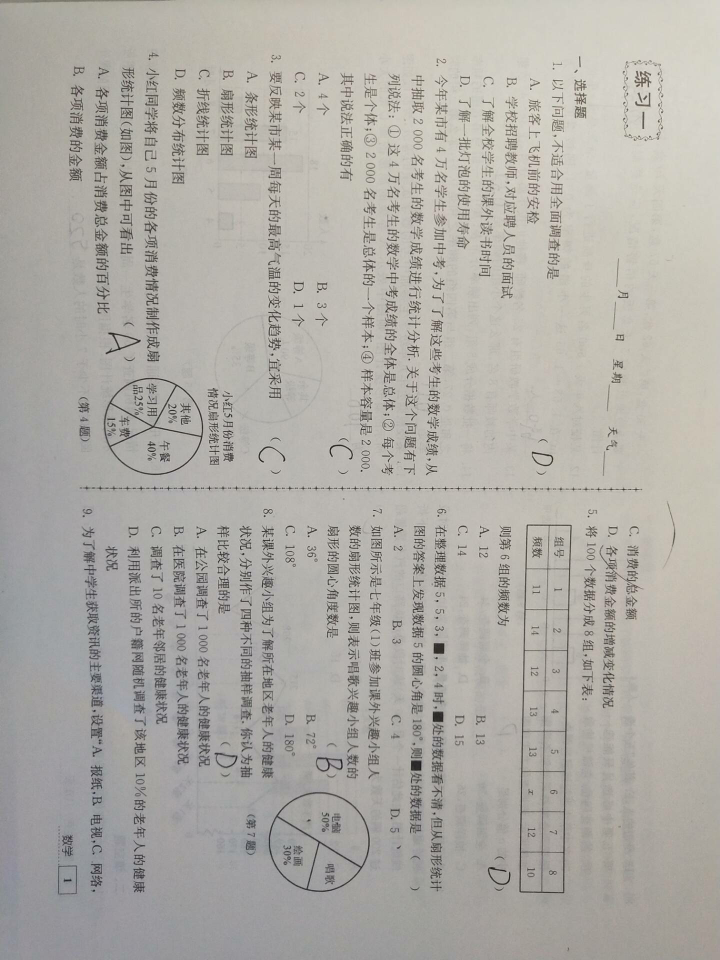 练习一
____月____日 星期____ 天气____
一、选择题
1. 以下问题,不适合用全面调查的是 ( D )
A. 旅客上飞机前的安检
B. 学校招聘教师,对应聘人员的面试
C. 了解全校学生的课外读书时间
D. 了解一批灯泡的使用寿命
2. 今年某市有 4 万名学生参加中考,为了了解这些考生的数学成绩,从
中抽取 2 000 名考生的数学成绩进行统计分析. 关于这个问题有下
列说法: ① 这 4 万名考生的数学中考成绩的全体是总体;② 每个考
生是个体;③ 2 000 名考生是总体的一个样本;④ 样本容量是 2 000.
其中说法正确的有 ( C )
A. 4 个 B. 3 个
C. 2 个 D. 1 个
3. 要反映某市某一周每天的最高气温的变化趋势,宜采用 ( C )
A. 条形统计图
B. 扇形统计图
C. 折线统计图
D. 频数分布统计图
4. 小红同学将自己 5 月份的各项消费情况制作成扇
形统计图(如图),从图中可看出 ( A )
A. 各项消费金额占消费总金额的百分比
B. 各项消费的金额
小红5月份消费
情况扇形统计图
其他
20%
午餐
40%
车费
15%
学习用
品25%
(第 4 题)
C. 消费的总金额
D. 各项消费金额的增减变化情况
5. 将 100 个数据分成 8 组,如下表:
组号 1 2 3 4 5 6 7 8
频数 11 14 12 13 13 x 12 10
则第 6 组的频数为 ( D )
A. 12 B. 13
C. 14 D. 15
6. 在整理数据 5,5,3,■,2,4时,■处的数据看不清,但从扇形统计
图的答案上发现数据 5 的圆心角是 180°,则■处的数据是 ( )
A. 2 B. 3 C. 4 D. 5
7. 如图所示是七年级(1)班参加课外兴趣小组人
数的扇形统计图,则表示唱歌兴趣小组人数的
扇形的圆心角度数是 ( B )
A. 36° B. 72°
C. 108° D. 180°
电脑
50%
唱歌
绘画
30%
(第 7 题)
8. 某课外兴趣小组为了解所在地区老年人的健康
状况,分别作了四种不同的抽样调查. 你认为抽
样比较合理的是 ( D )
A. 在公园调查了 1 000 名老年人的健康状况
B. 在医院调查了 1 000 名老年人的健康状况
C. 调查了 10 名老年邻居的健康状况
D. 利用派出所的户籍网随机调查了该地区 10%的老年人的健康
状况
9. 为了解中学生获取资讯的主要渠道,设置“A. 报纸,B. 电视,C. 网络,
数学 1